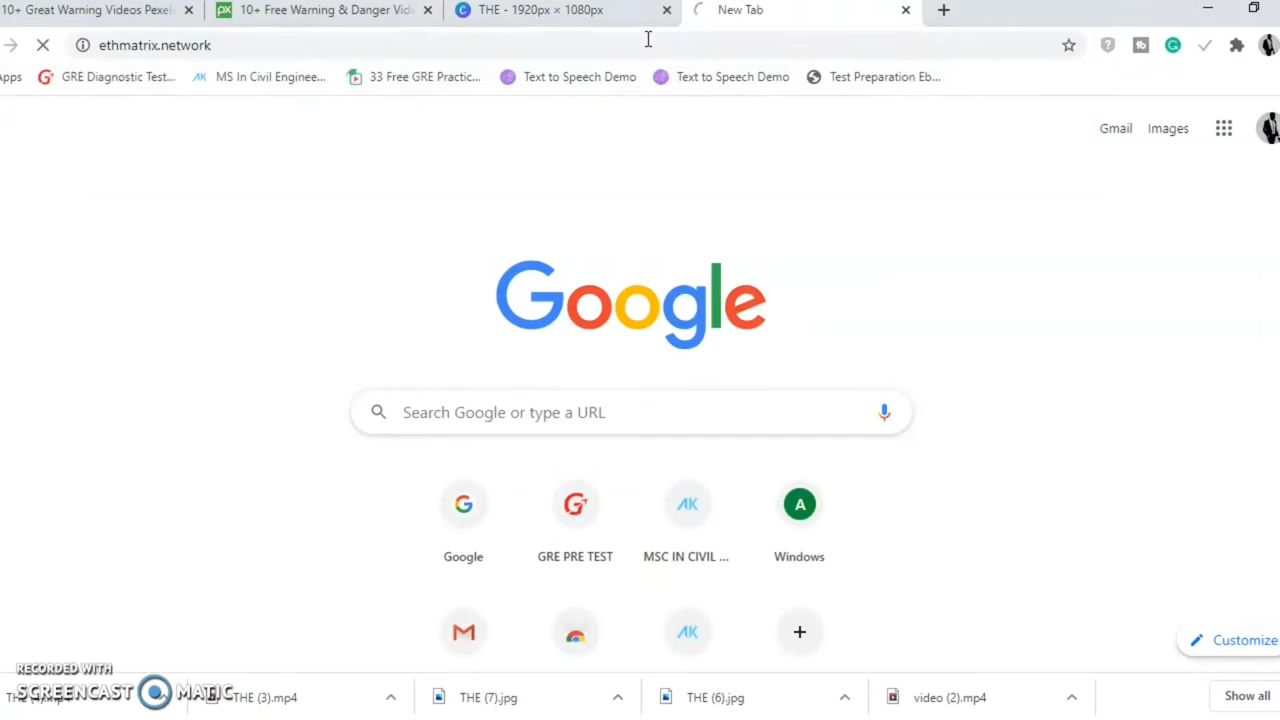 10+ Great Warning Videos Pexel
10+ Free Warning & Danger Vid
THE - 1920px × 1080px
New Tab
ethmatrix.network
Apps
GRE Diagnostic Test...
MS In Civil Enginee...
33 Free GRE Practic...
Text to Speech Demo
Text to Speech Demo
Test Preparation Eb...
Gmail
Images
Google
Search Google or type a URL
A
Google
GRE PRE TEST
MSC IN CIVIL ...
Windows
Customize
RECORDED WITH
SCREENCAST MATIC
THE (3).mp4
THE (7).jpg
THE (6).jpg
video (2).mp4
Show all